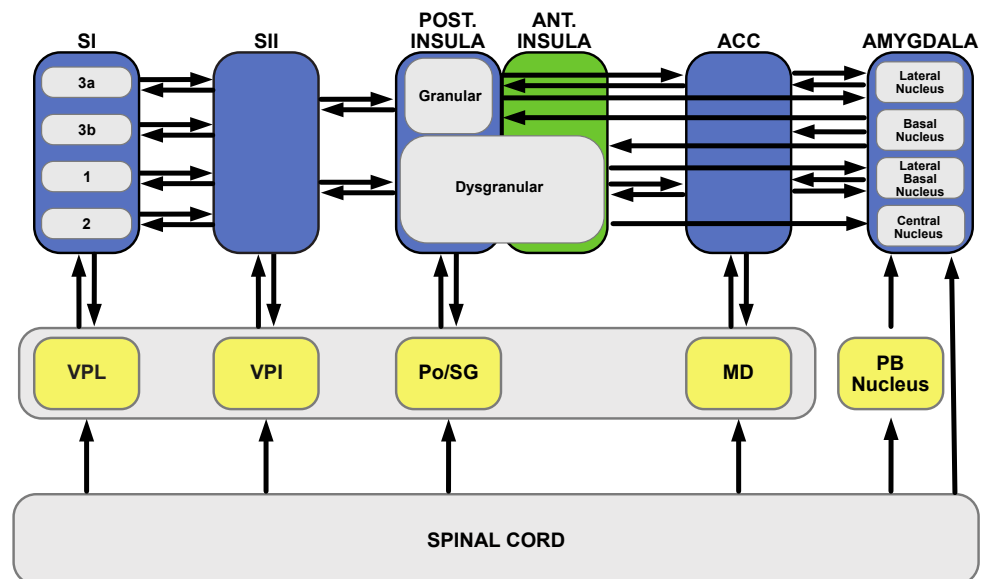 SI
SII
POST.
INSULA
ANT.
INSULA
ACC
AMYGDALA
3a
3b
1
2
Granular
Dysgranular
Lateral
Nucleus
Basal
Nucleus
Lateral
Basal
Nucleus
Central
Nucleus
VPL
VPI
Po/SG
MD
PB
Nucleus
SPINAL CORD